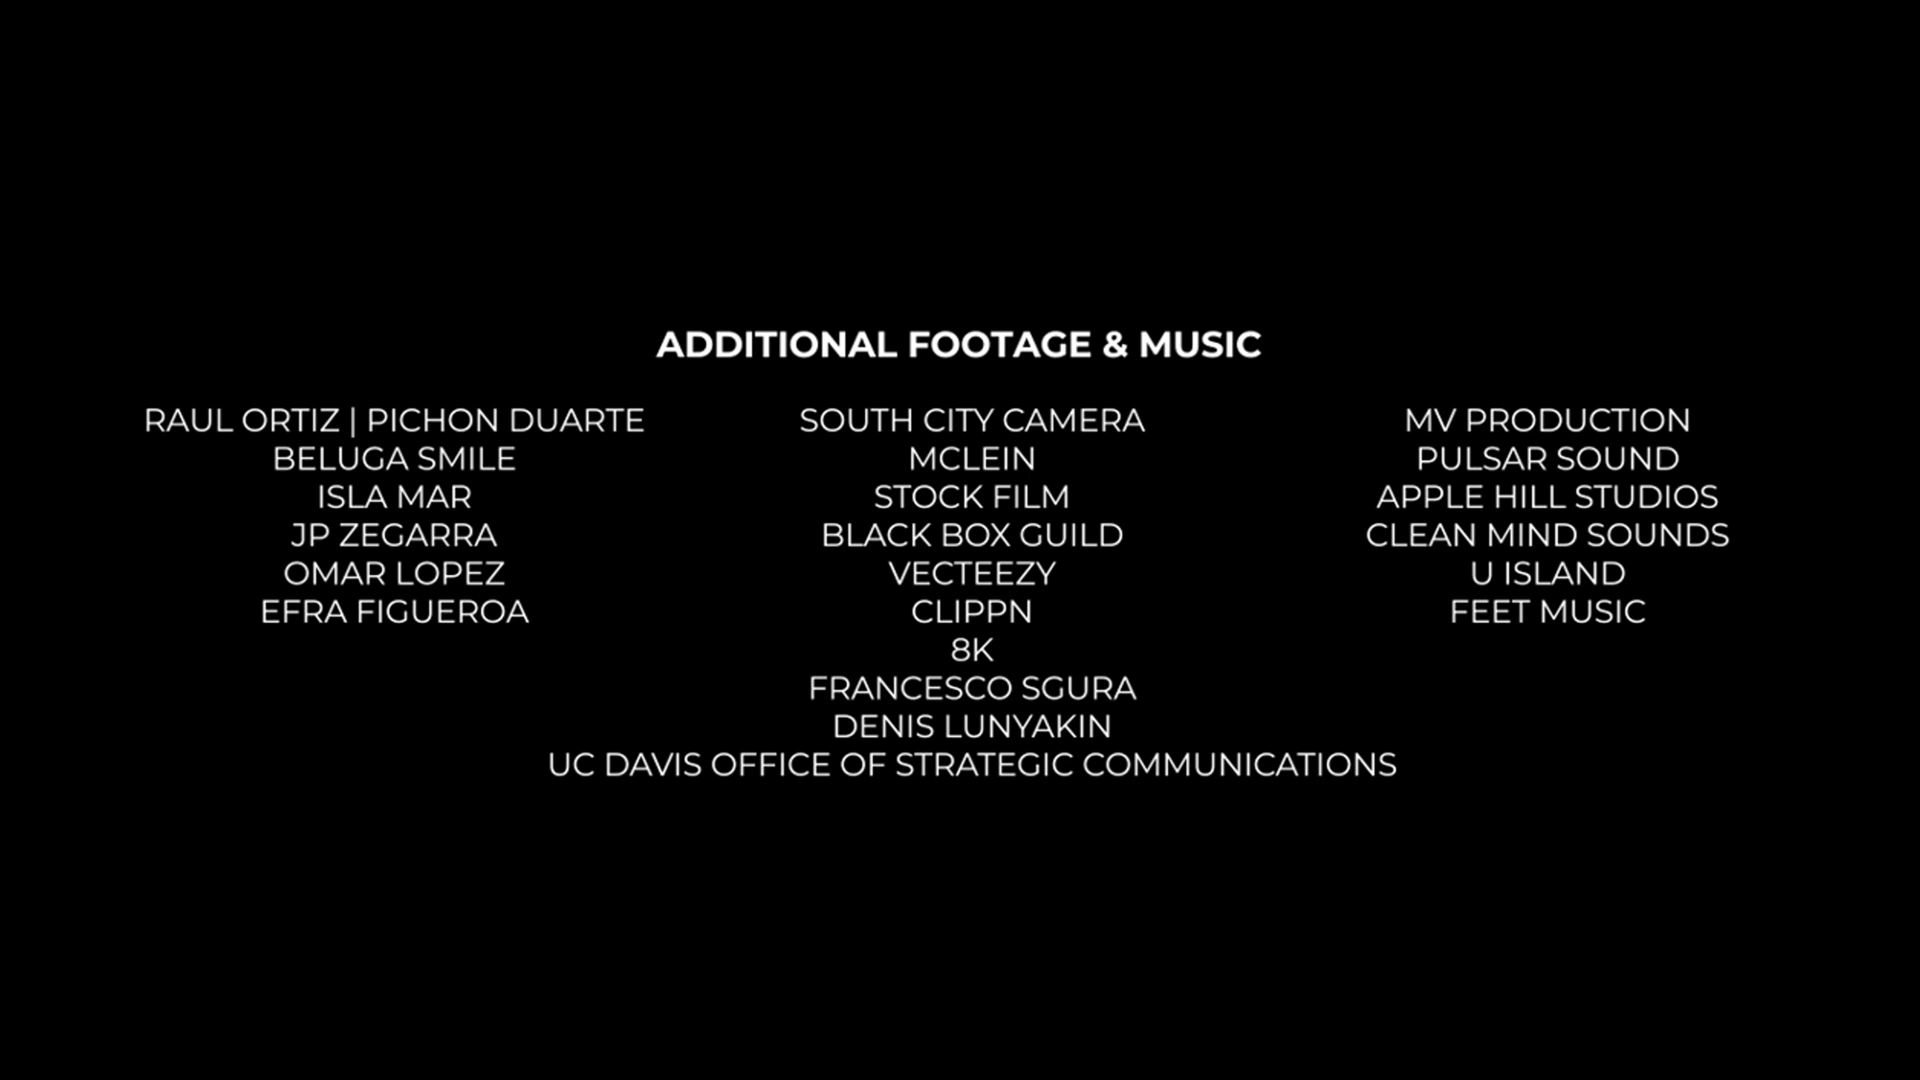 ADDITIONAL FOOTAGE & MUSIC
RAUL ORTIZ | PICHON DUARTE
BELUGA SMILE
ISLA MAR
JP ZEGARRA
OMAR LOPEZ
EFRA FIGUEROA
SOUTH CITY CAMERA
MCLEIN
STOCK FILM
BLACK BOX GUILD
VECTEEZY
CLIPPN
8K
FRANCESCO SGURA
DENIS LUNYAKIN
UC DAVIS OFFICE OF STRATEGIC COMMUNICATIONS
MV PRODUCTION
PULSAR SOUND
APPLE HILL STUDIOS
CLEAN MIND SOUNDS
U ISLAND
FEET MUSIC